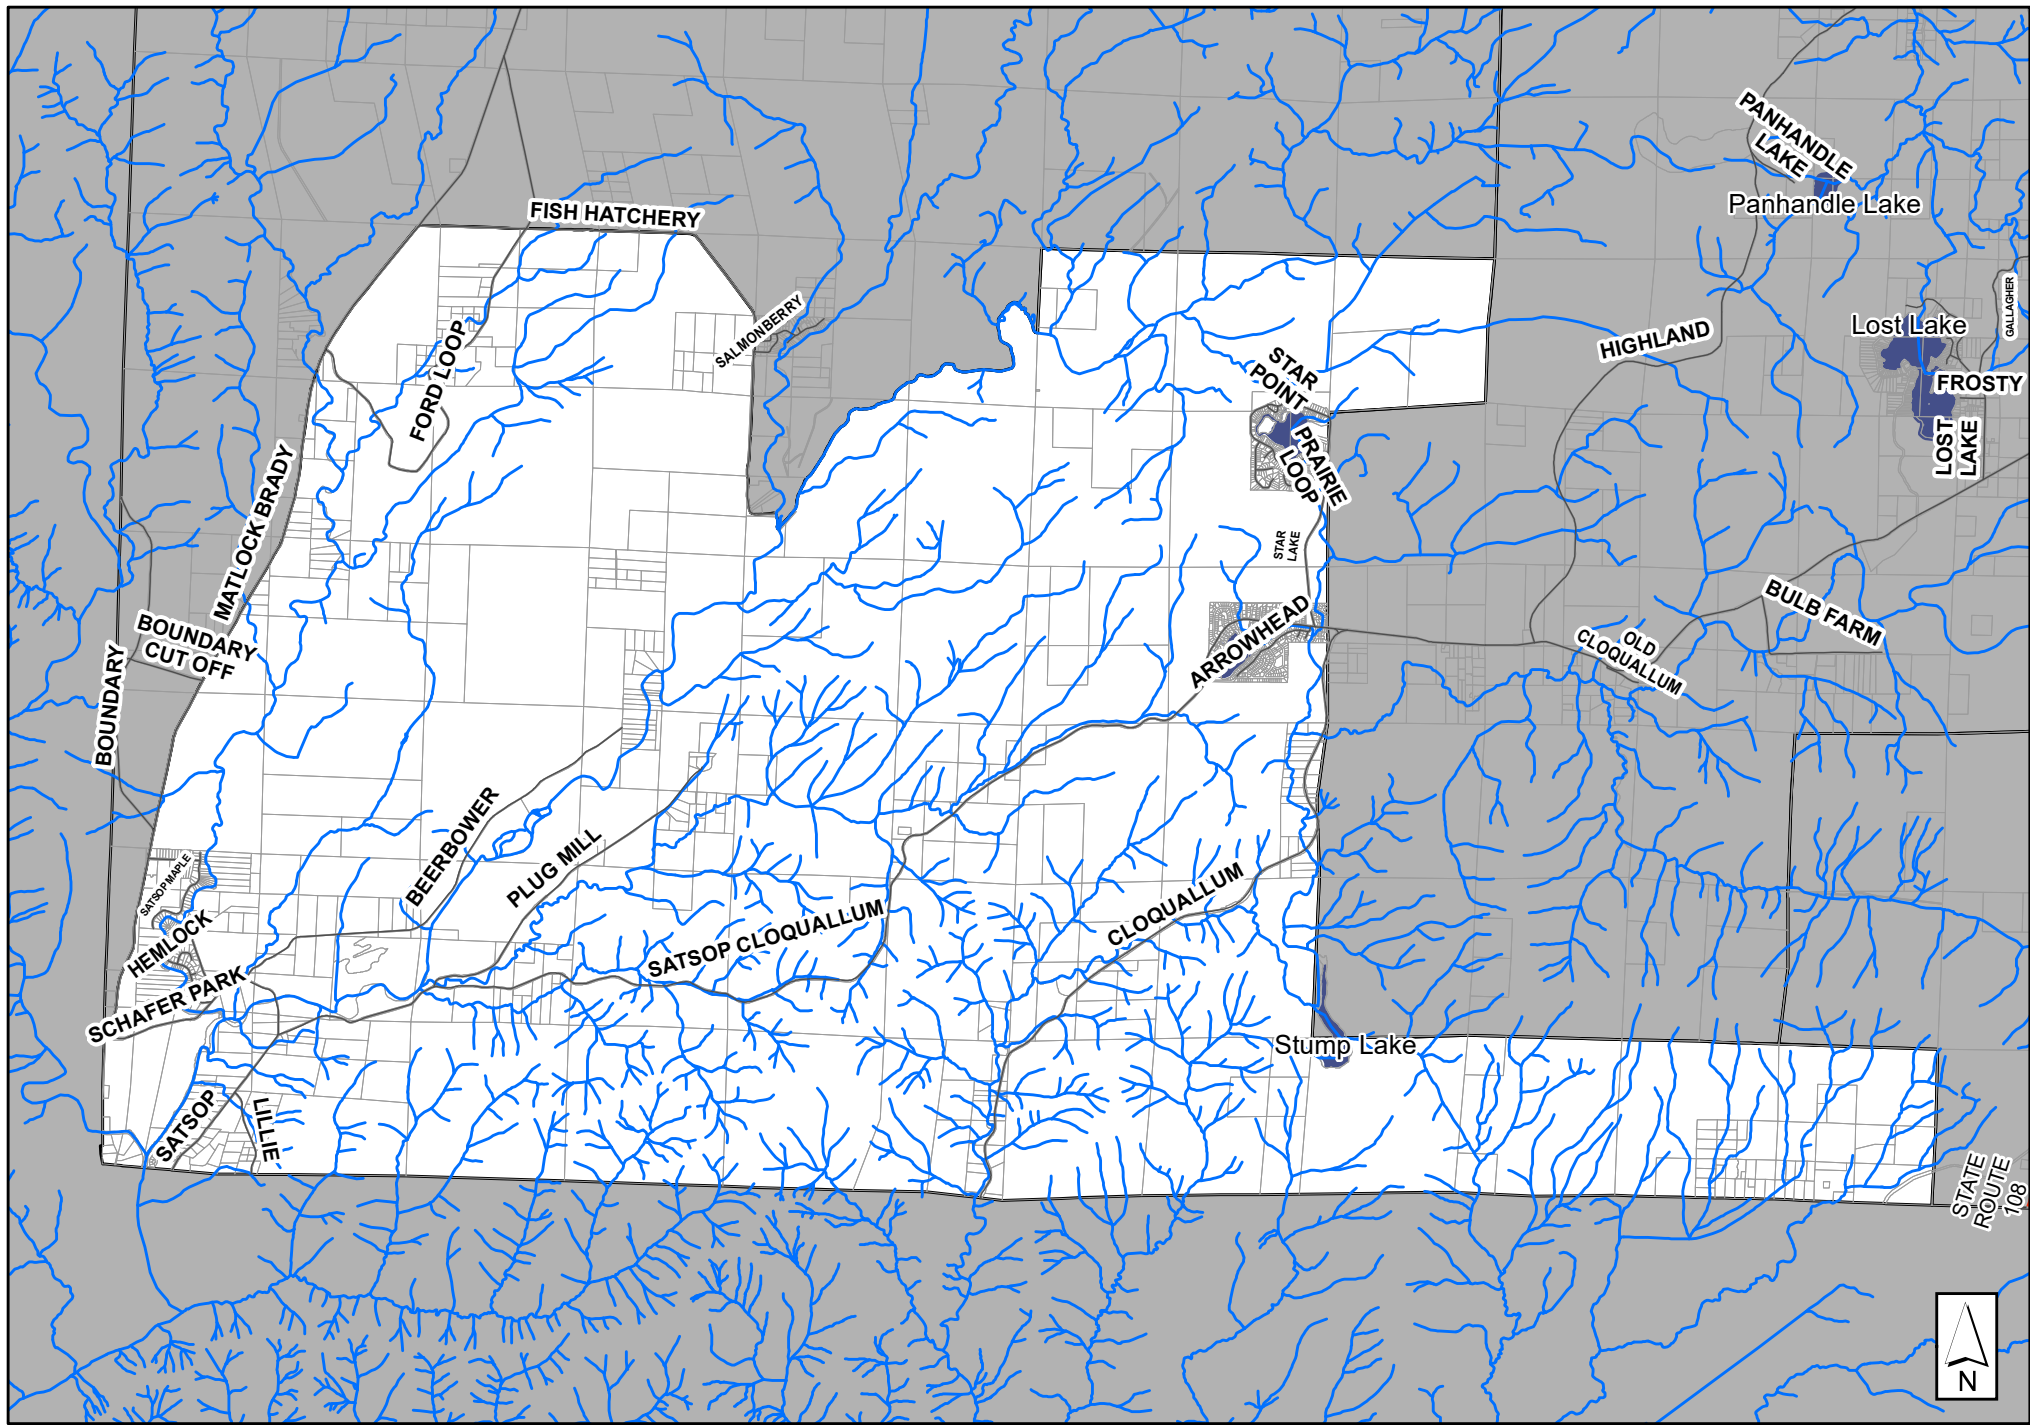 PANHANDLE
LAKE
Panhandle Lake
FISH HATCHERY
GALLAGHER
SALMONBERRY
Lost Lake
HIGHLAND
FORD LOOP
STAR
POINT
FROSTY
LOST
LAKE
PRAIRIE
LOOP
MATLOCK BRADY
STAR
LAKE
BOUNDARY
CUT OFF
BULB FARM
ARROWHEAD
OLD
CLOQUALLUM
BOUNDARY
BEERBOWER
PLUG MILL
SATSOP MAPLE
HEMLOCK
SATSOP CLOQUALLUM
CLOQUALLUM
SCHAFER PARK
Stump Lake
SATSOP
LILLIE
STATE
ROUTE
108
N